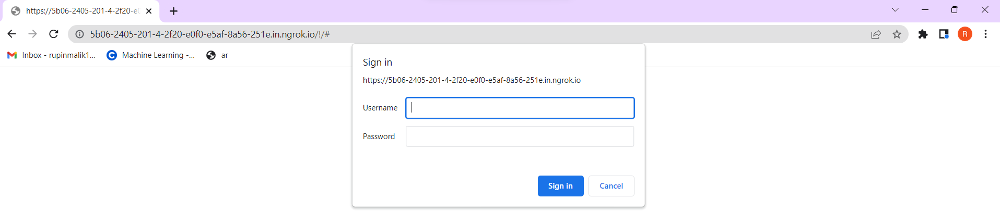 https://5b06-2405-201-4-2f20-e0
5b06-2405-201-4-2f20-e0f0-e5af-8a56-251e.in.ngrok.io/!/#
R
Inbox - rupinmalik1...
Machine Learning -...
ar
Sign in
https://5b06-2405-201-4-2f20-e0f0-e5af-8a56-251e.in.ngrok.io
Username
Password
Sign in
Cancel